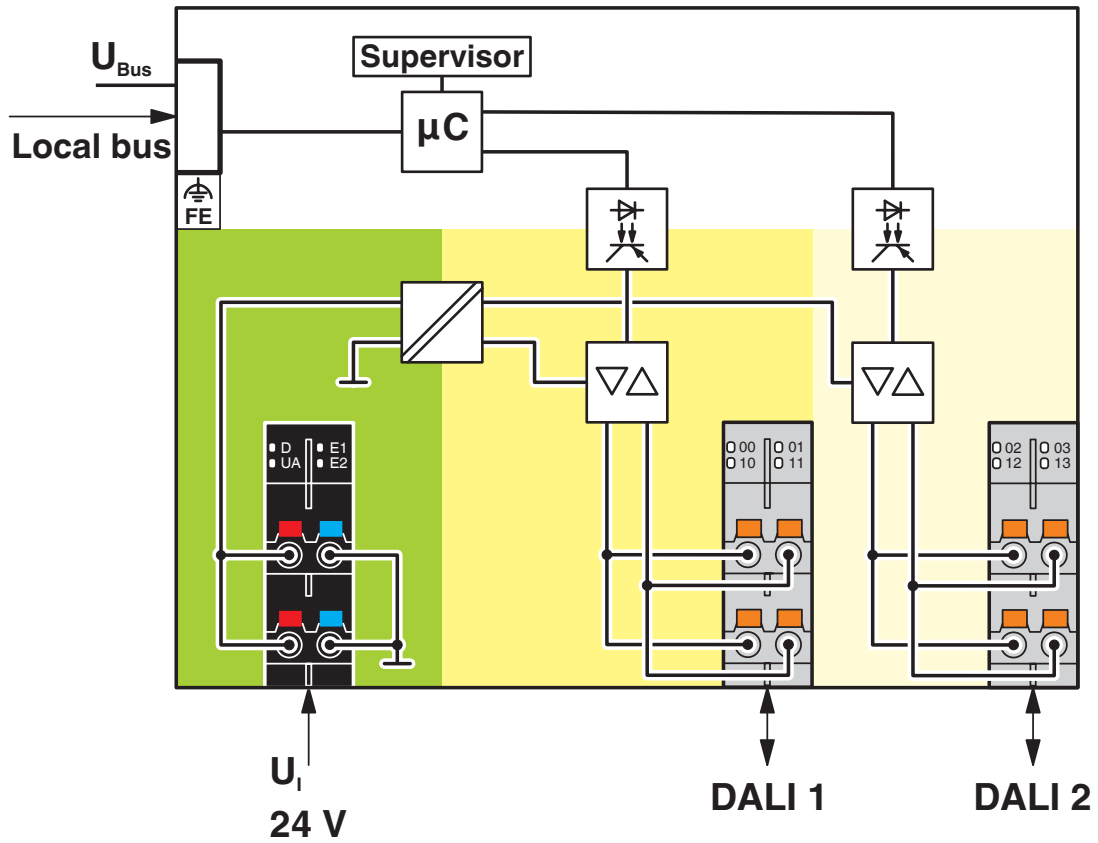 U Bus
Supervisor
µC
Local bus
FE
D E1
UA E2
00 01
10 11
02 03
12 13
U I
24 V
DALI 1
DALI 2